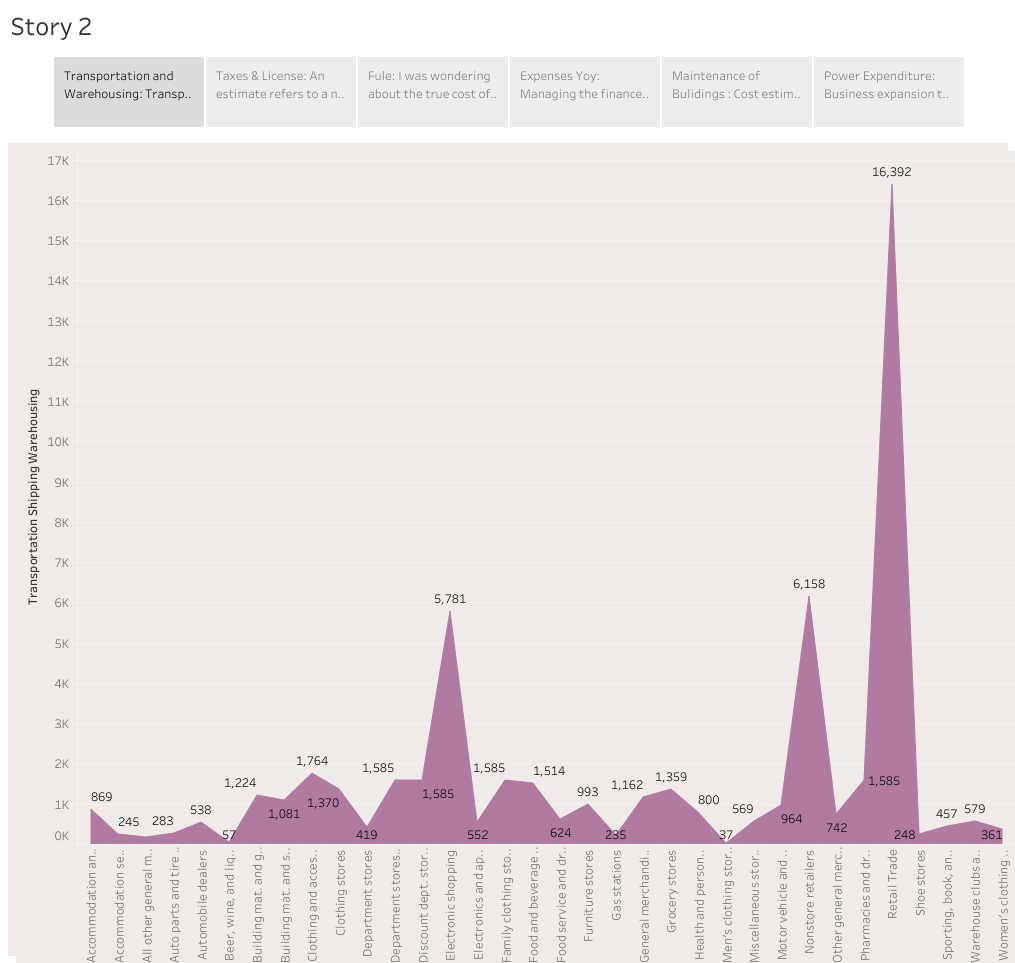 Story 2
Transportation and
Warehousing: Transp..
Taxes & License: An
estimate refers to a n..
Fule: I was wondering
about the true cost of..
Expenses Yoy:
Managing the finance..
Maintenance of
Bulidings : Cost estim..
Power Expenditure:
Business expansion t..
Transportation Shipping Warehousing
17K
16K
15K
14K
13K
12K
11K
10K
9K
8K
7K
6K
5K
4K
3K
2K
1K
0K
869
245
283
538
57
1,224
1,081
1,764
1,370
419
1,585
1,585
5,781
552
1,585
1,514
624
993
235
1,162
1,359
800
37
569
964
6,158
742
1,585
16,392
248
457
579
361
Accommodation an..
Accommodation se..
All other general m..
Auto parts and tire ..
Automobile dealers
Beer, wine, and liq..
Building mat. and g..
Building mat. and s..
Clothing and acces..
Clothing stores
Department stores
Department stores..
Discount dept. stor..
Electronic shopping
Electronics and ap..
Family clothing sto..
Food and beverage ..
Food service and dr..
Furniture stores
Gas stations
General merchandi..
Grocery stores
Health and person..
Men's clothing stor..
Miscellaneous stor..
Motor vehicle and ..
Nonstore retailers
Other general merc..
Pharmacies and dr..
Retail Trade
Shoe stores
Sporting, book, an..
Warehouse clubs a..
Women's clothing ..